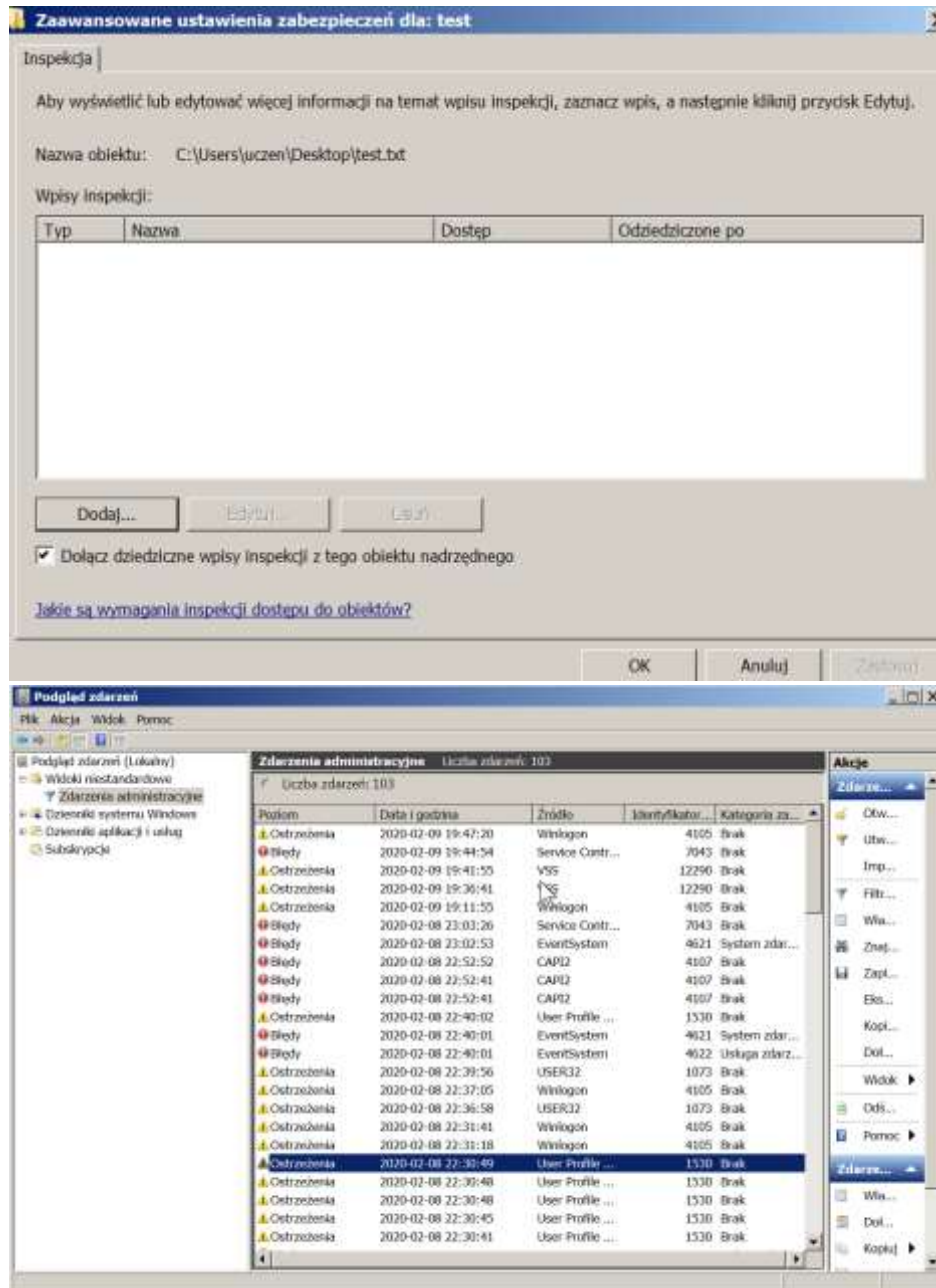 Zaawansowane ustawienia zabezpieczeń dla: test
Inspekcja
Aby wyświetlić lub edytować więcej informacji na temat wpisu inspekcji, zaznacz wpis, a następnie kliknij przycisk Edytuj.
Nazwa obiektu: C:\Users\uczen\Desktop\test.txt
Wpisy inspekcji:
Typ Nazwa Dostęp Odziedziczone po
Dodaj... Edytuj... Usuń
Dołącz dziedziczne wpisy inspekcji z tego obiektu nadrzędnego
Jakie są wymagania inspekcji dostępu do obiektów?
OK Anuluj Zastosuj
Podgląd zdarzeń
Plik Akcja Widok Pomoc
Podgląd zdarzeń (Lokalny)
Widoki niestandardowe
Zdarzenia administracyjne
Dzienniki systemu Windows
Dzienniki aplikacji i usług
Subskrypcje
Zdarzenia administracyjne Liczba zdarzeń: 103
Liczba zdarzeń: 103
Poziom Data i godzina Źródło Identyfikator... Kategoria za...
Ostrzeżenia 2020-02-09 19:47:20 Winlogon 4105 Brak
Błędy 2020-02-09 19:44:54 Service Contr... 7043 Brak
Ostrzeżenia 2020-02-09 19:41:55 VSS 12290 Brak
Ostrzeżenia 2020-02-09 19:36:41 VSS 12290 Brak
Ostrzeżenia 2020-02-09 19:11:55 Winlogon 4105 Brak
Błędy 2020-02-08 23:03:26 Service Contr... 7043 Brak
Błędy 2020-02-08 23:02:53 EventSystem 4621 System zdar...
Błędy 2020-02-08 22:52:52 CAPI2 4107 Brak
Błędy 2020-02-08 22:52:41 CAPI2 4107 Brak
Błędy 2020-02-08 22:52:41 CAPI2 4107 Brak
Ostrzeżenia 2020-02-08 22:40:02 User Profile ... 1530 Brak
Błędy 2020-02-08 22:40:01 EventSystem 4621 System zdar...
Błędy 2020-02-08 22:40:01 EventSystem 4622 Usługa zdarz...
Ostrzeżenia 2020-02-08 22:39:56 USER32 1073 Brak
Ostrzeżenia 2020-02-08 22:37:05 Winlogon 4105 Brak
Ostrzeżenia 2020-02-08 22:36:58 USER32 1073 Brak
Ostrzeżenia 2020-02-08 22:31:41 Winlogon 4105 Brak
Ostrzeżenia 2020-02-08 22:31:18 Winlogon 4105 Brak
Ostrzeżenia 2020-02-08 22:30:49 User Profile ... 1530 Brak
Ostrzeżenia 2020-02-08 22:30:48 User Profile ... 1530 Brak
Ostrzeżenia 2020-02-08 22:30:48 User Profile ... 1530 Brak
Ostrzeżenia 2020-02-08 22:30:45 User Profile ... 1530 Brak
Ostrzeżenia 2020-02-08 22:30:41 User Profile ... 1530 Brak
Akcje
Zdarze...
Otw...
Utw...
Imp...
Filtr...
Wła...
Znaj...
Zapi...
Eks...
Kopi...
Doł...
Widok
Odś...
Pomoc
Zdarze...
Wła...
Doł...
Kopiuj